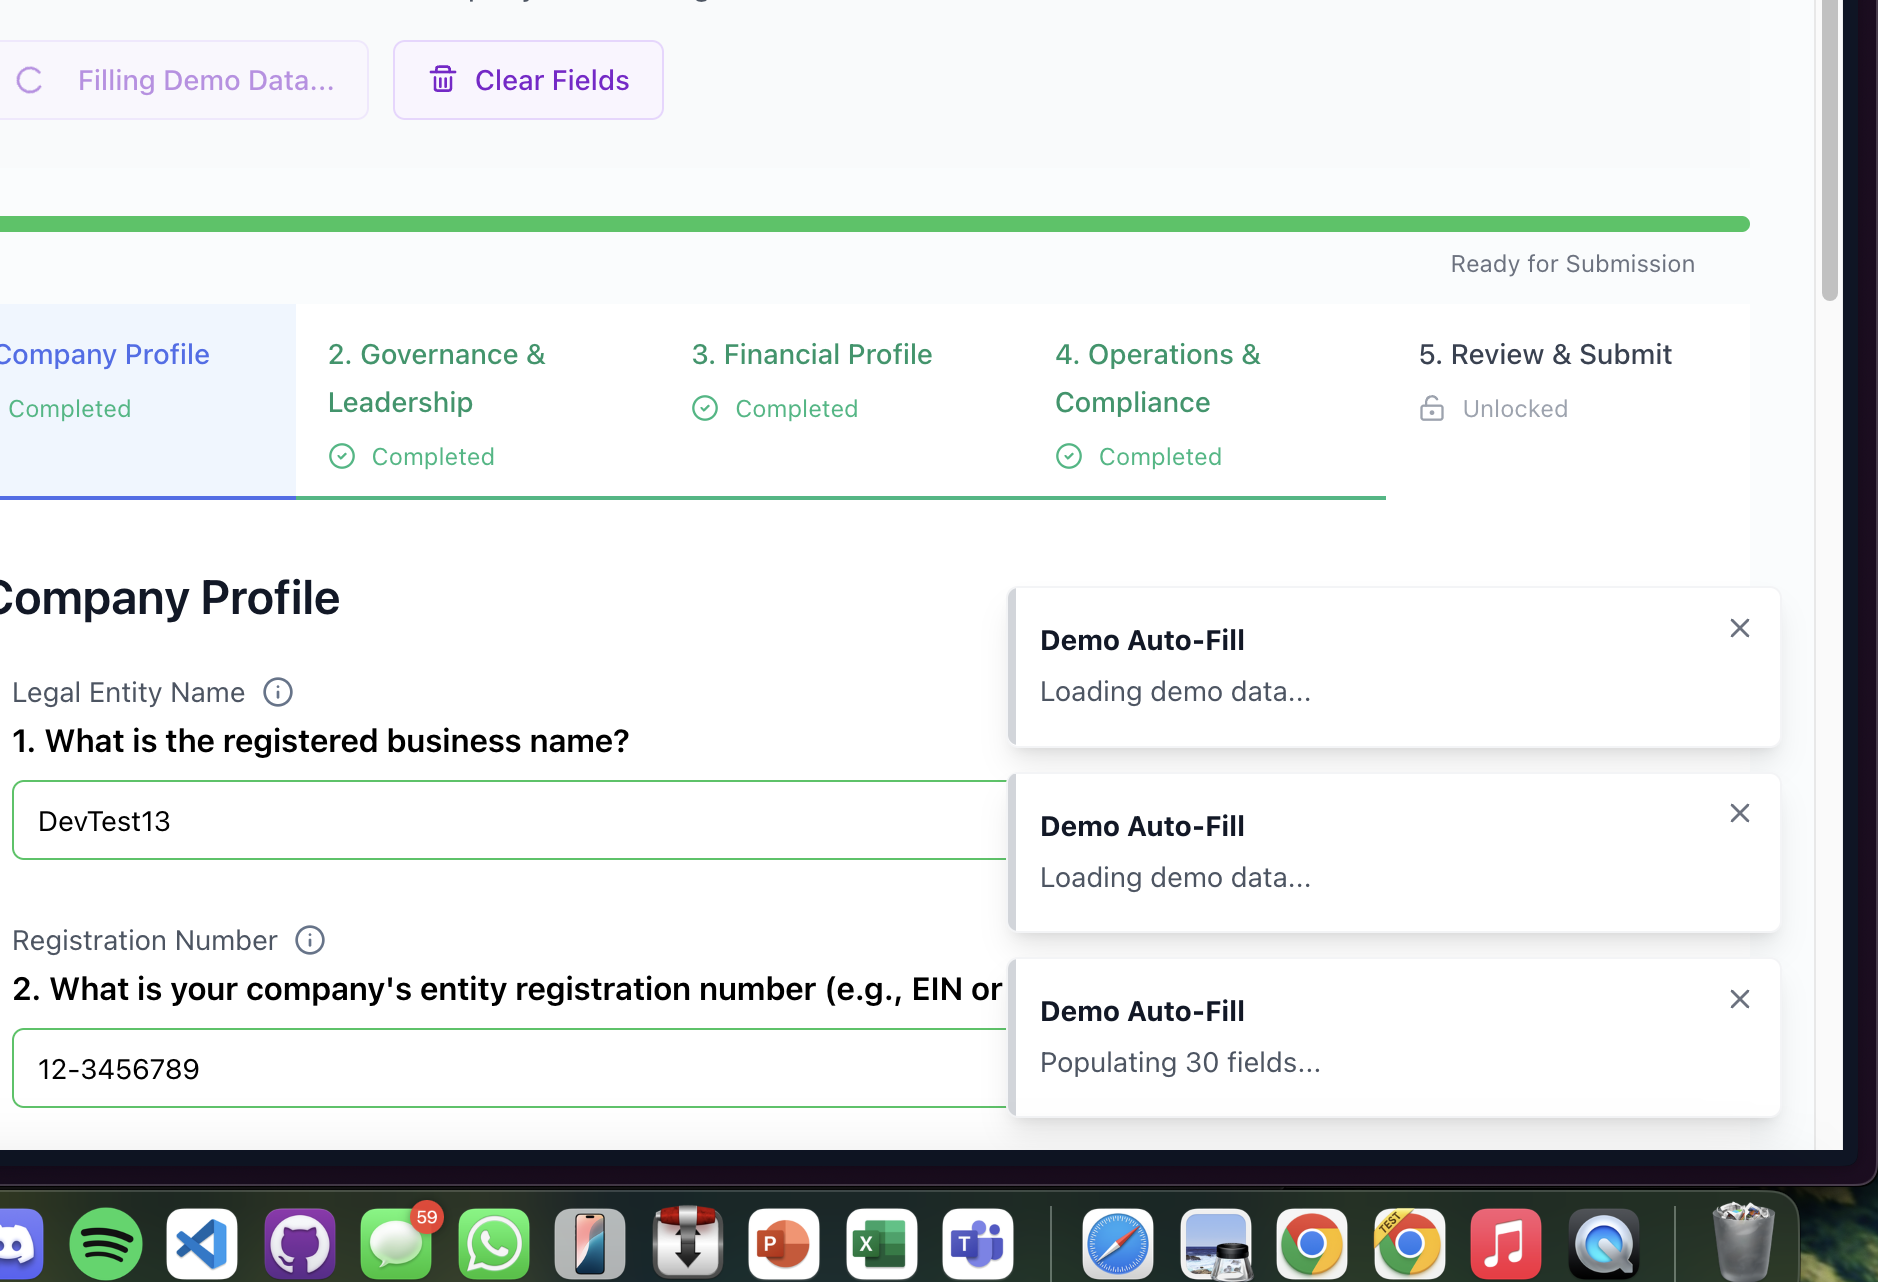 Filling Demo Data...
Clear Fields
Ready for Submission
Company Profile
Completed
2. Governance &
Leadership
Completed
3. Financial Profile
Completed
4. Operations &
Compliance
Completed
5. Review & Submit
Unlocked
Company Profile
Legal Entity Name
1. What is the registered business name?
DevTest13
Registration Number
2. What is your company's entity registration number (e.g., EIN or
12-3456789
Demo Auto-Fill
Loading demo data...
Demo Auto-Fill
Loading demo data...
Demo Auto-Fill
Populating 30 fields...
59
P
X
T
TEST